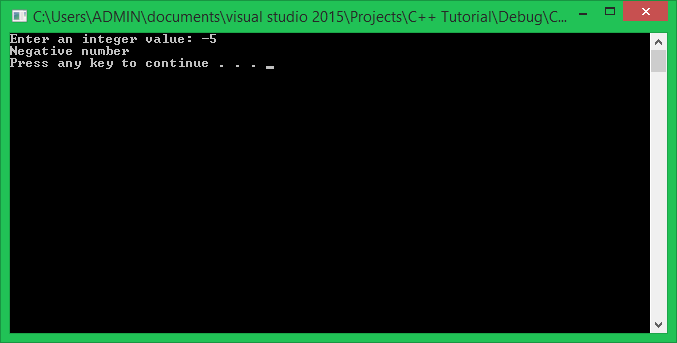 C:\Users\ADMIN\documents\visual studio 2015\Projects\C++ Tutorial\Debug\C...
Enter an integer value: -5
Negative number
Press any key to continue . . . _